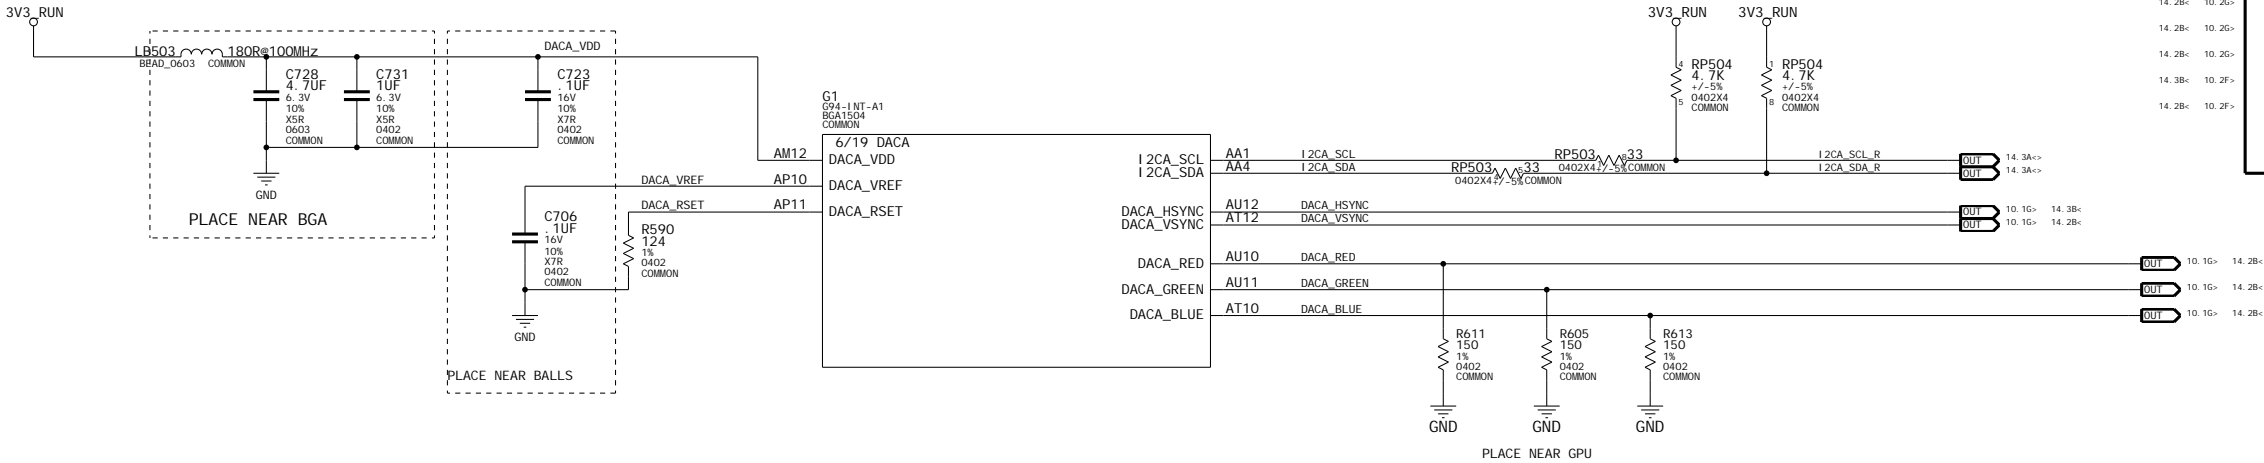 3V3_RUN
LB503 180R@100MHz
BEAD_0603 COMMON
C728
4.7UF
6.3V
10%
X5R
0603
COMMON
C731
1UF
6.3V
10%
X5R
0402
COMMON
GND
PLACE NEAR BGA
DACA_VDD
C723
.1UF
16V
10%
X7R
0402
COMMON
DACA_VREF
DACA_RSET
C706
.1UF
16V
10%
X7R
0402
COMMON
R590
124
1%
0402
COMMON
GND
PLACE NEAR BALLS
AM12
AP10
AP11
G1
G94-INT-A1
BGA1504
COMMON
6/19 DACA
DACA_VDD
DACA_VREF
DACA_RSET
I2CA_SCL
I2CA_SDA
DACA_HSYNC
DACA_VSYNC
DACA_RED
DACA_GREEN
DACA_BLUE
AA1 I2CA_SCL
AA4 I2CA_SDA
AU12 DACA_HSYNC
AT12 DACA_VSYNC
AU10 DACA_RED
AU11 DACA_GREEN
AT10 DACA_BLUE
RP503 33
0402X4+/-5%COMMON
RP503 33
0402X4+/-5%COMMON
3V3_RUN
3V3_RUN
4
RP504
4.7K
+/-5%
0402X4
COMMON
5
1
RP504
4.7K
+/-5%
0402X4
COMMON
8
I2CA_SCL_R
I2CA_SDA_R
OUT 14.3A<>
OUT 14.3A<>
OUT 10.1G> 14.3B<
OUT 10.1G> 14.2B<
OUT 10.1G> 14.2B<
OUT 10.1G> 14.2B<
OUT 10.1G> 14.2B<
R611
150
1%
0402
COMMON
R605
150
1%
0402
COMMON
R613
150
1%
0402
COMMON
GND
GND
GND
PLACE NEAR GPU
14.2B< 10.2G>
14.2B< 10.2G>
14.2B< 10.2G>
14.3B< 10.2F>
14.2B< 10.2F>